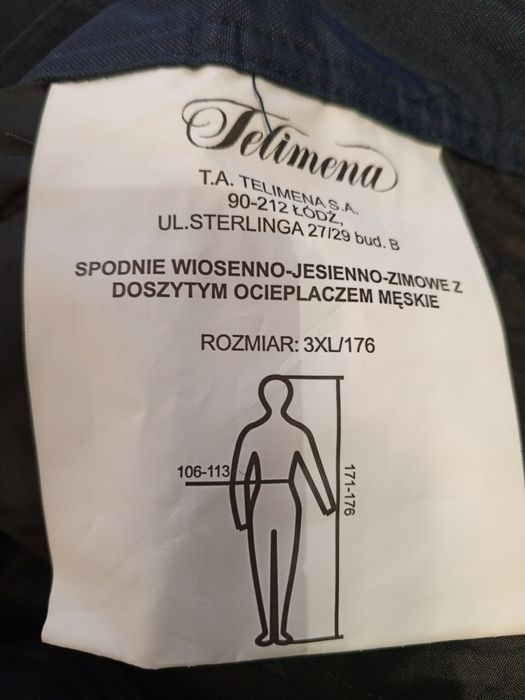 Telimena
T.A. TELIMENA S.A.
90-212 ŁÓDŹ,
UL.STERLINGA 27/29 bud. B
SPODNIE WIOSENNO-JESIENNO-ZIMOWE Z
DOSZYTYM OCIEPLACZEM MĘSKIE
ROZMIAR: 3XL/176
106-113
171-176